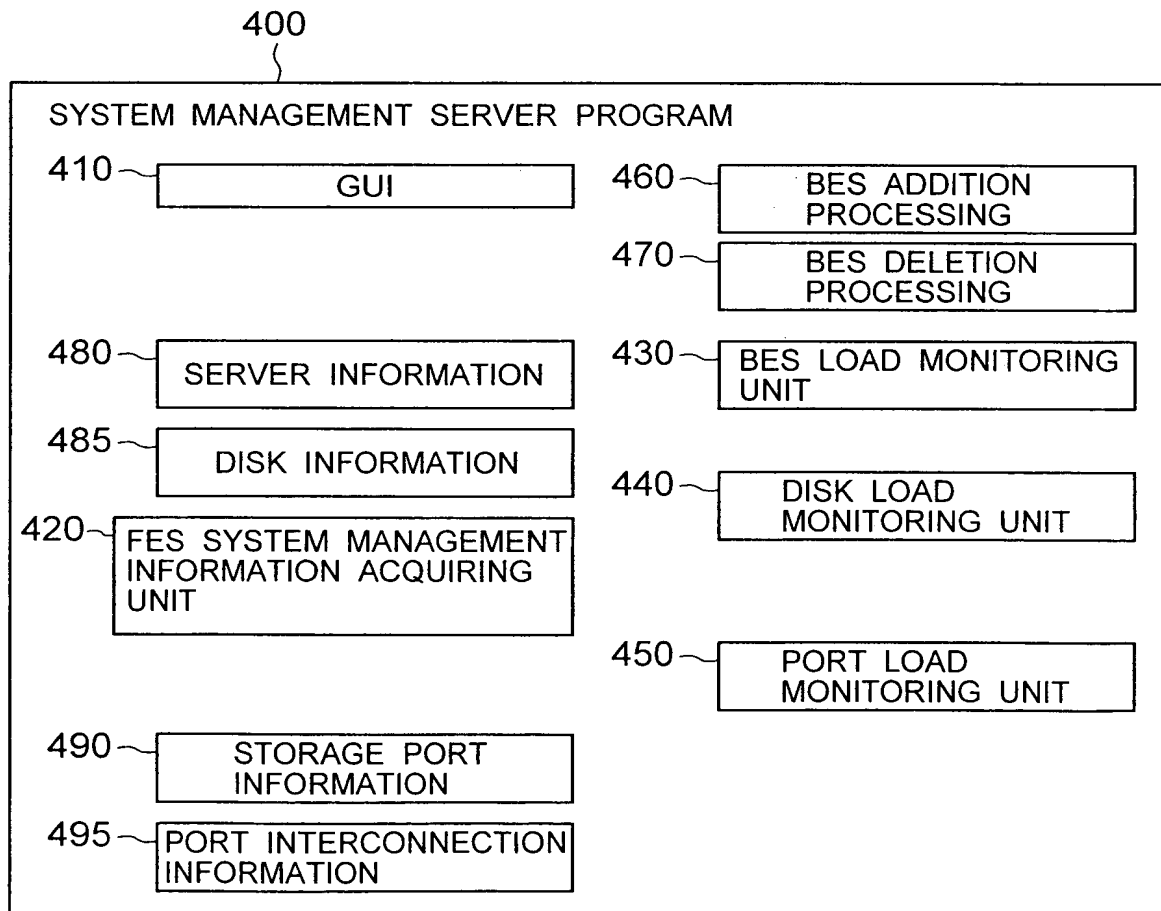 400
SYSTEM MANAGEMENT SERVER PROGRAM
410
GUI
480
SERVER INFORMATION
485
DISK INFORMATION
420
FES SYSTEM MANAGEMENT
INFORMATION ACQUIRING
UNIT
490
STORAGE PORT
INFORMATION
495
PORT INTERCONNECTION
INFORMATION
460
BES ADDITION
PROCESSING
470
BES DELETION
PROCESSING
430
BES LOAD MONITORING
UNIT
440
DISK LOAD
MONITORING UNIT
450
PORT LOAD
MONITORING UNIT